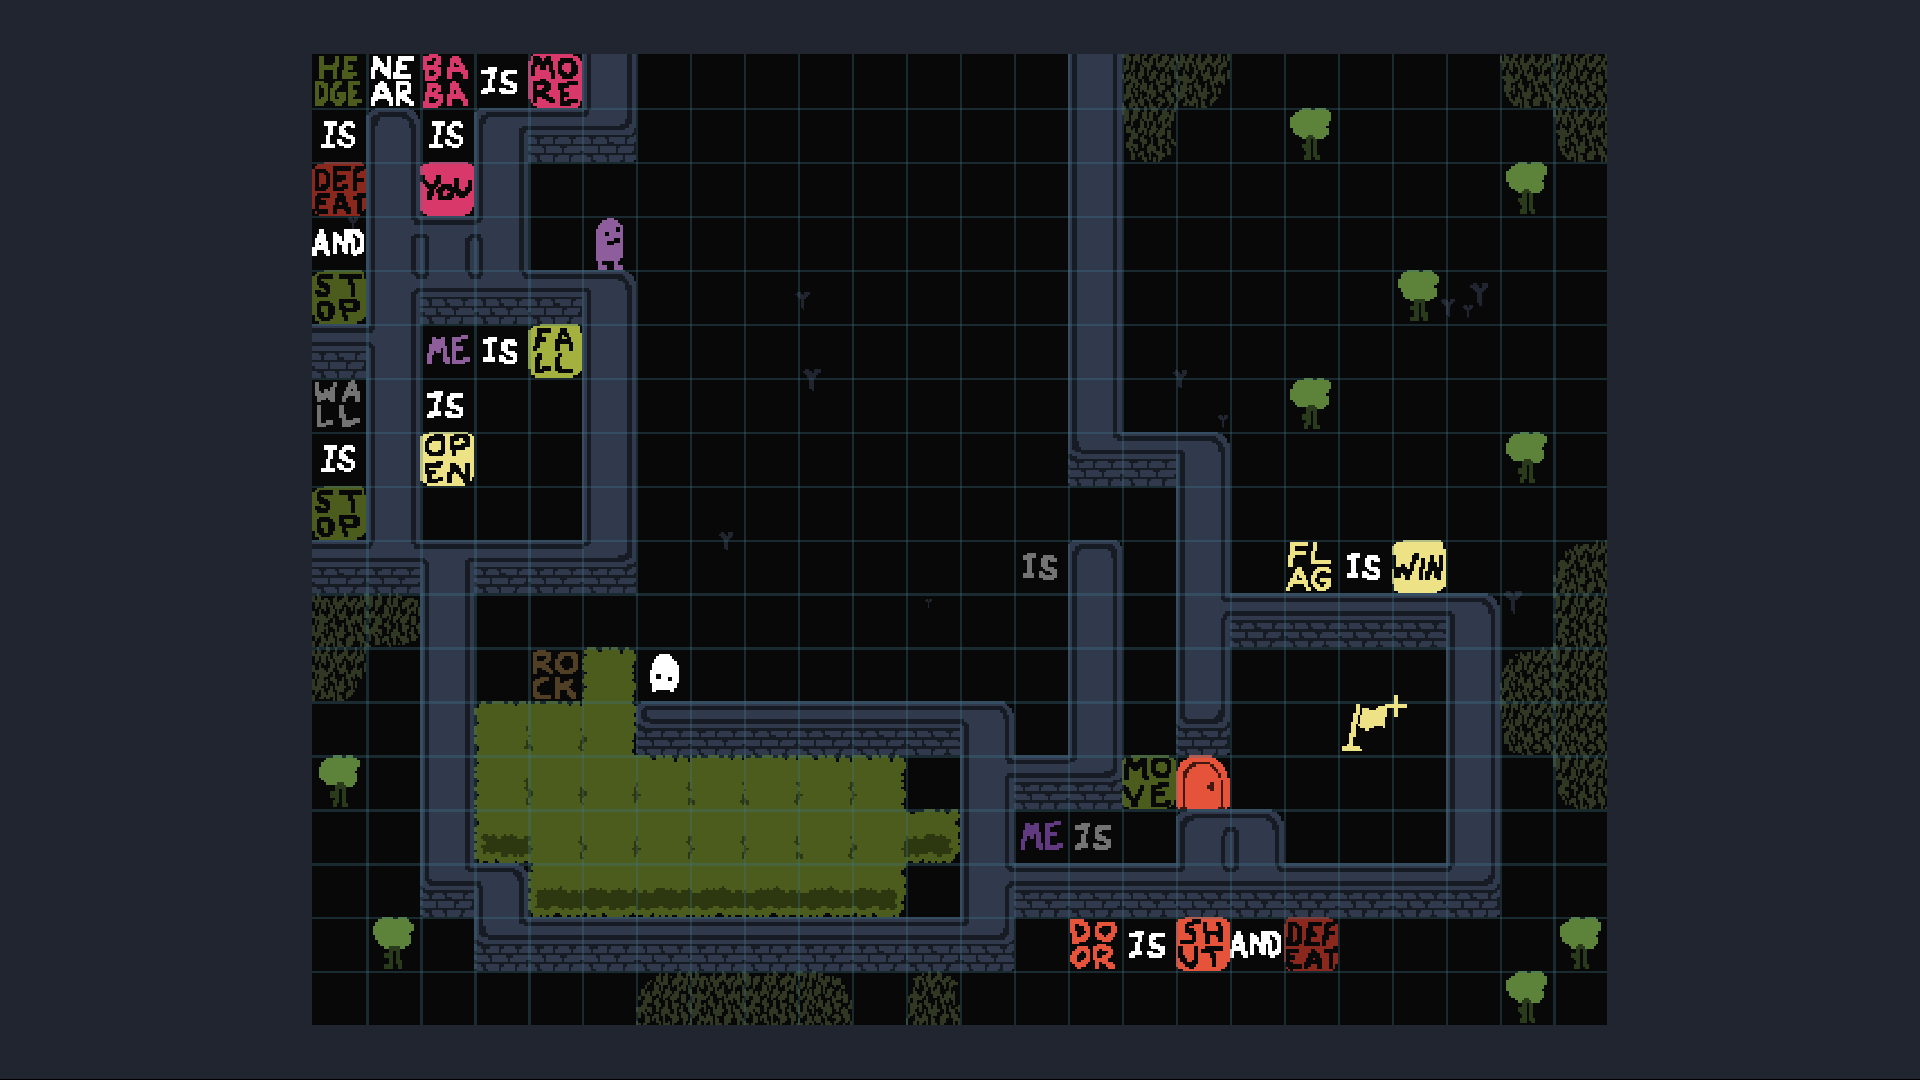 HEDGE NEAR BABA IS MORE
IS IS
DEFEAT YOU
AND
STOP
ME IS FALL
WALL IS
IS OPEN
STOP
IS FLAG IS WIN
ROCK
MOVE
ME IS
DOOR IS SHUT AND DEFEAT